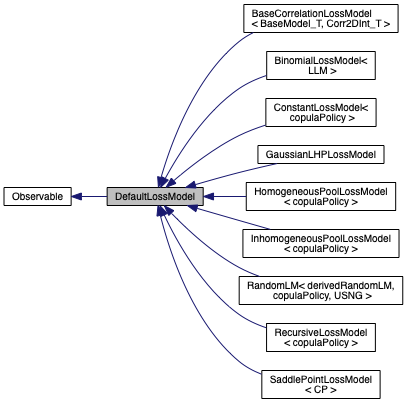 BaseCorrelationLossModel
< BaseModel_T, Corr2DInt_T >
BinomialLossModel<
LLM >
ConstantLossModel<
copulaPolicy >
GaussianLHPLossModel
Observable
DefaultLossModel
HomogeneousPoolLossModel
< copulaPolicy >
InhomogeneousPoolLossModel
< copulaPolicy >
RandomLM< derivedRandomLM,
copulaPolicy, USNG >
RecursiveLossModel
< copulaPolicy >
SaddlePointLossModel
< CP >